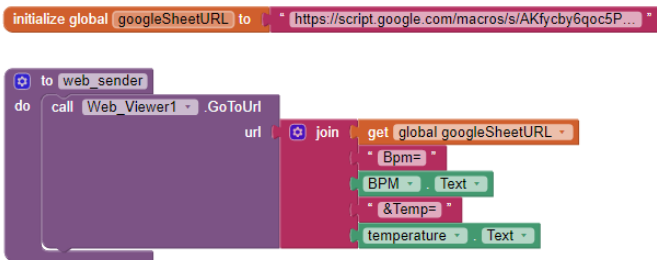 initialize global googleSheetURL to " https://script.google.com/macros/s/AKfycby6qoc5P... "
to web_sender
do call Web_Viewer1 .GoToUrl
url join get global googleSheetURL
" Bpm= "
BPM . Text
" &Temp= "
temperature . Text